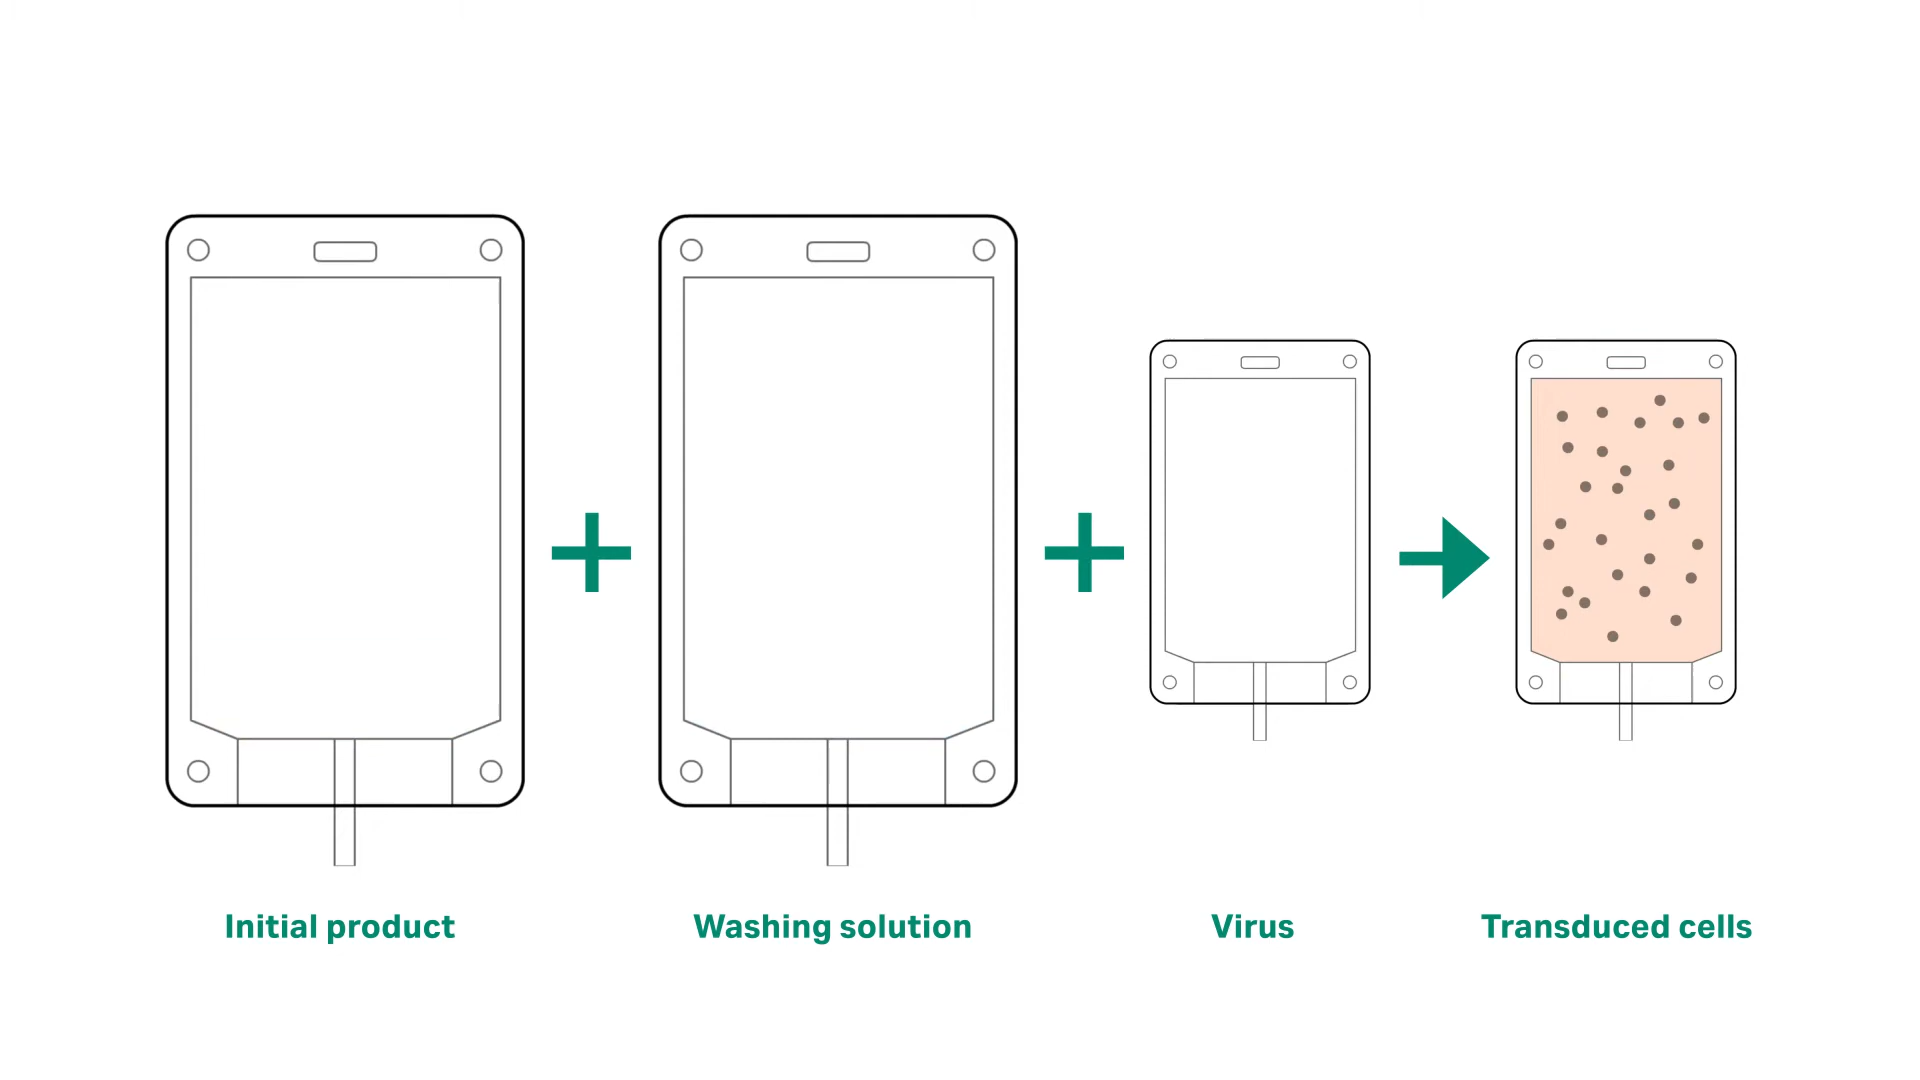 Initial product
Washing solution
Virus
Transduced cells